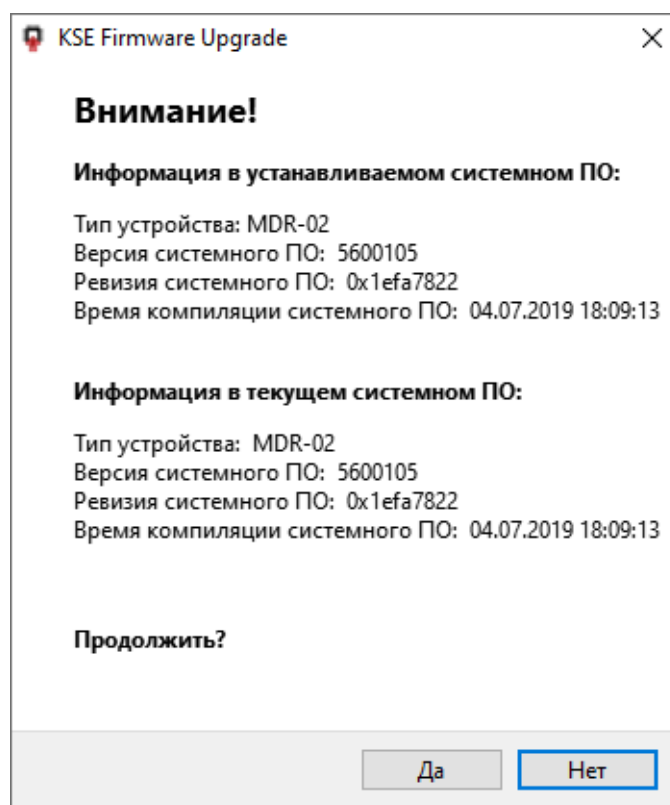 KSE Firmware Upgrade
Внимание!
Информация в устанавливаемом системном ПО:
Тип устройства: MDR-02
Версия системного ПО: 5600105
Ревизия системного ПО: 0x1efa7822
Время компиляции системного ПО: 04.07.2019 18:09:13
Информация в текущем системном ПО:
Тип устройства: MDR-02
Версия системного ПО: 5600105
Ревизия системного ПО: 0x1efa7822
Время компиляции системного ПО: 04.07.2019 18:09:13
Продолжить?
Да Нет